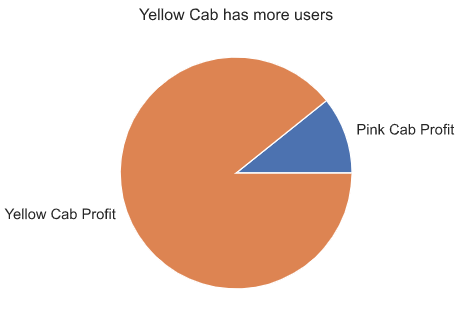 Yellow Cab has more users
Pink Cab Profit
Yellow Cab Profit